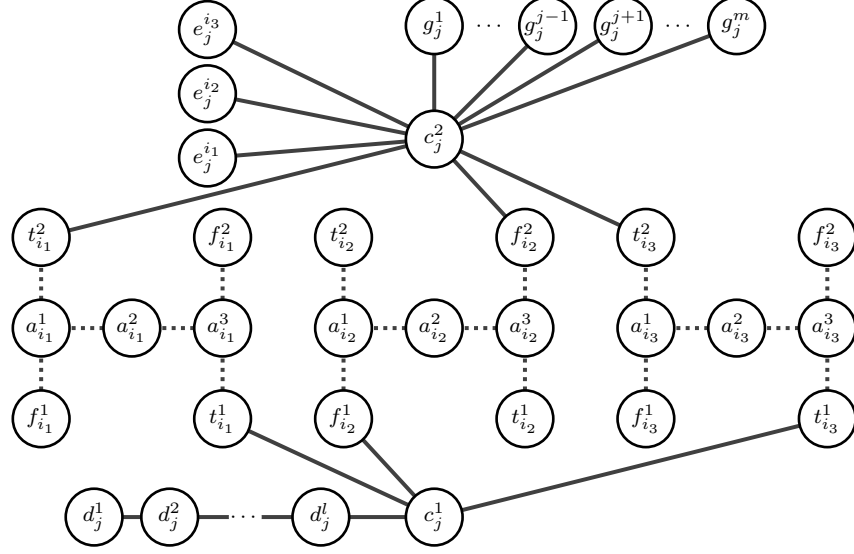 e_j^{i_3} g_j^1 ⋯ g_j^{j−1} g_j^{j+1} ⋯ g_j^m
e_j^{i_2}
c_j^2
e_j^{i_1}
t_{i_1}^2 f_{i_1}^2 t_{i_2}^2 f_{i_2}^2 t_{i_3}^2 f_{i_3}^2
a_{i_1}^1 a_{i_1}^2 a_{i_1}^3 a_{i_2}^1 a_{i_2}^2 a_{i_2}^3 a_{i_3}^1 a_{i_3}^2 a_{i_3}^3
f_{i_1}^1 t_{i_1}^1 f_{i_2}^1 t_{i_2}^1 f_{i_3}^1 t_{i_3}^1
d_j^1 d_j^2 ⋯ d_j^l c_j^1